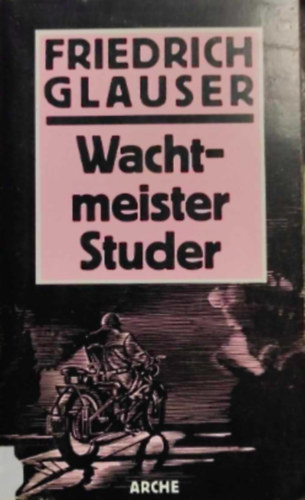 FRIEDRICH
GLAUSER
Wacht-
meister
Studer
ARCHE